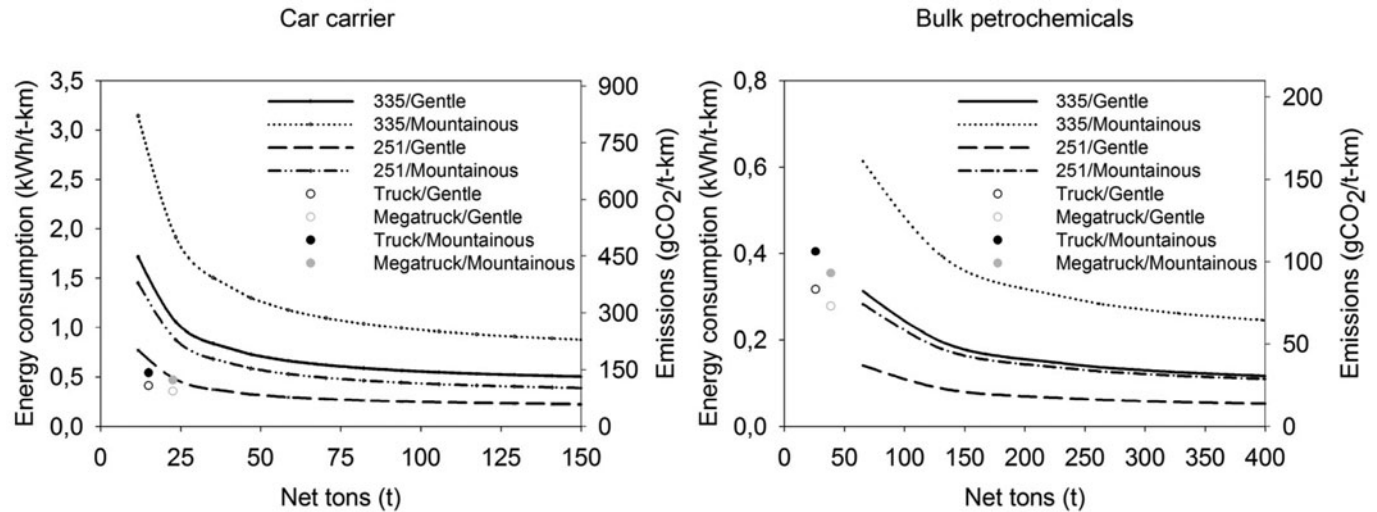 Car carrier
Energy consumption (kWh/t-km)
3,5
3,0
2,5
2,0
1,5
1,0
0,5
0,0
0
25
50
75
100
125
150
Net tons (t)
900
750
600
450
300
150
0
Emissions (gCO2/t-km)
335/Gentle
335/Mountainous
251/Gentle
251/Mountainous
Truck/Gentle
Megatruck/Gentle
Truck/Mountainous
Megatruck/Mountainous
Bulk petrochemicals
Energy consumption (kWh/t-km)
0,8
0,6
0,4
0,2
0,0
0
50
100
150
200
250
300
350
400
Net tons (t)
200
150
100
50
0
Emissions (gCO2/t-km)
335/Gentle
335/Mountainous
251/Gentle
251/Mountainous
Truck/Gentle
Megatruck/Gentle
Truck/Mountainous
Megatruck/Mountainous